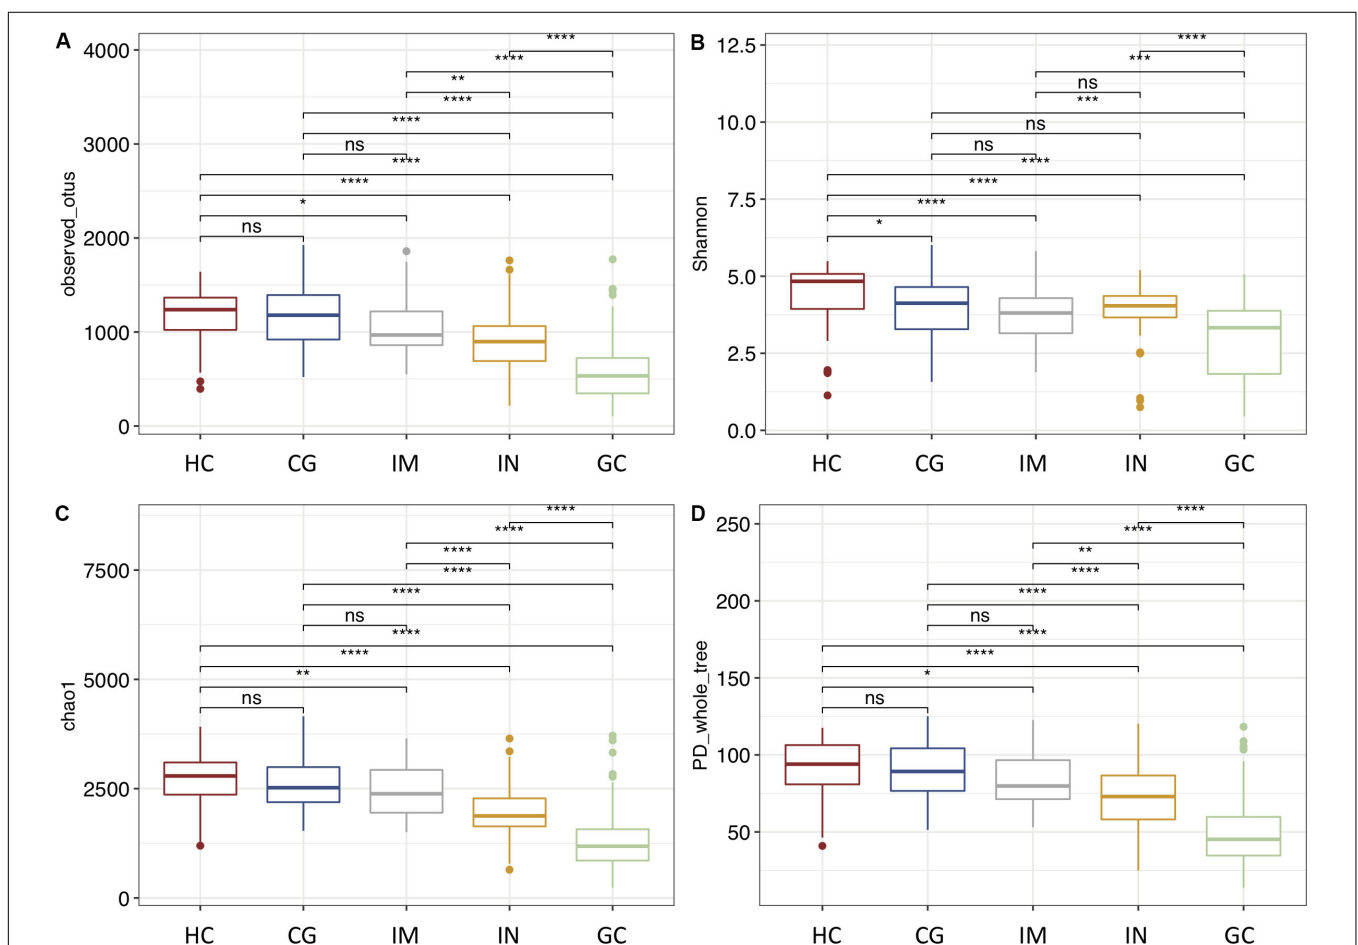 A
4000
3000
2000
1000
0
observed_otus
****
****
**
****
****
ns
****
****
*
ns
HC CG IM IN GC
B
12.5
10.0
7.5
5.0
2.5
0.0
Shannon
****
***
ns
***
ns
ns
****
****
****
*
HC CG IM IN GC
C
7500
5000
2500
0
chao1
****
****
****
****
****
ns
****
****
**
ns
HC CG IM IN GC
D
250
200
150
100
50
PD_whole_tree
****
****
**
****
****
ns
****
****
*
ns
HC CG IM IN GC